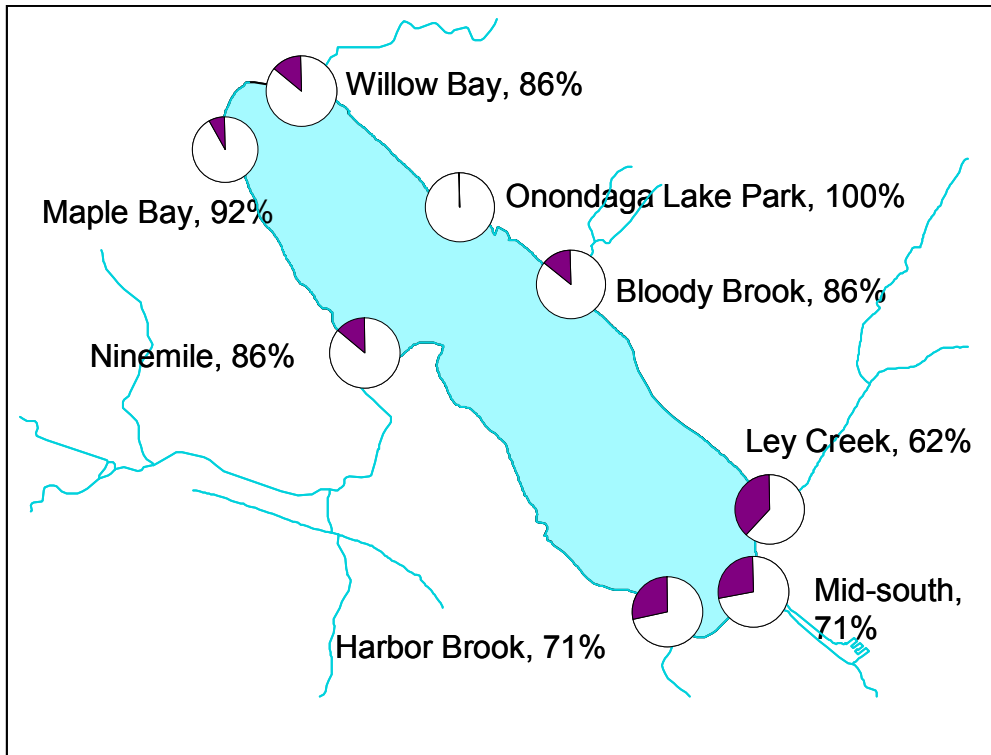 Willow Bay, 86%
Onondaga Lake Park, 100%
Maple Bay, 92%
Bloody Brook, 86%
Ninemile, 86%
Ley Creek, 62%
Mid-south,
71%
Harbor Brook, 71%